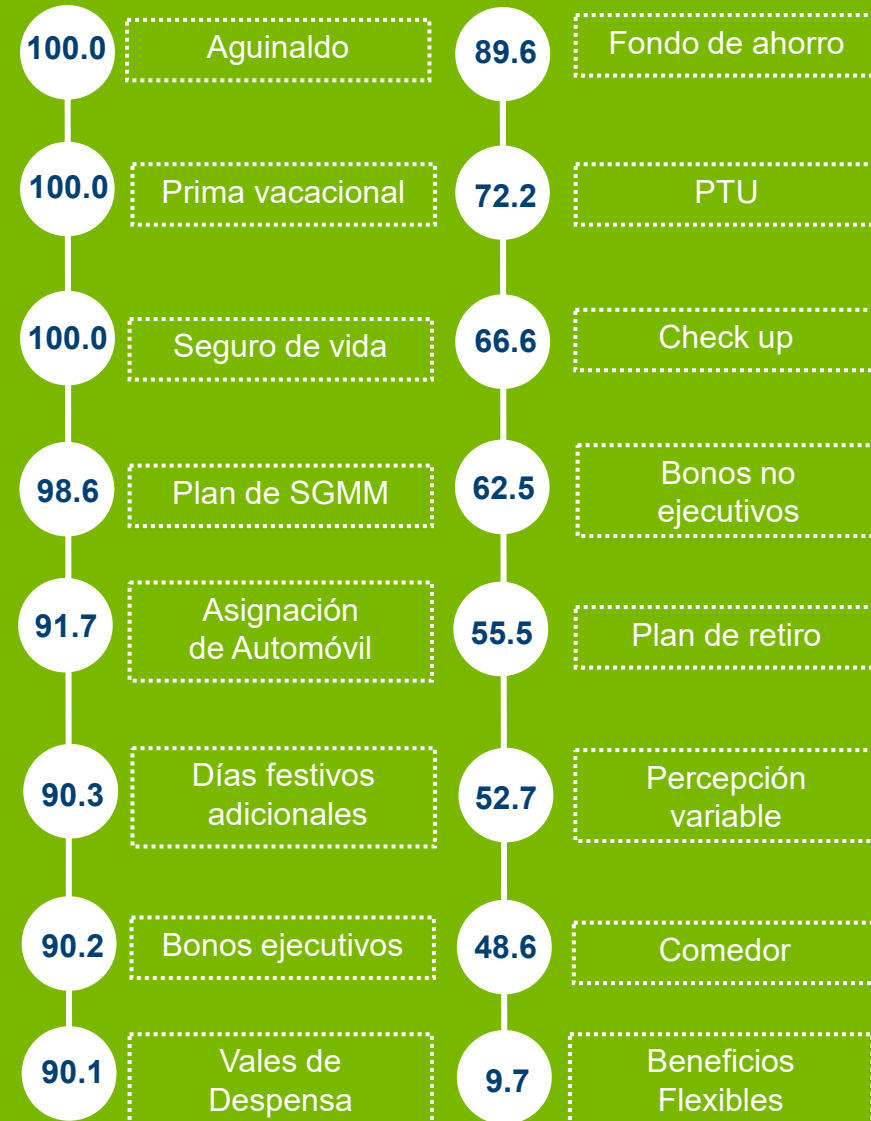 100.0 Aguinaldo
100.0 Prima vacacional
100.0 Seguro de vida
98.6 Plan de SGMM
91.7 Asignación
de Automóvil
90.3 Días festivos
adicionales
90.2 Bonos ejecutivos
90.1 Vales de
Despensa
89.6 Fondo de ahorro
72.2 PTU
66.6 Check up
62.5 Bonos no
ejecutivos
55.5 Plan de retiro
52.7 Percepción
variable
48.6 Comedor
9.7 Beneficios
Flexibles